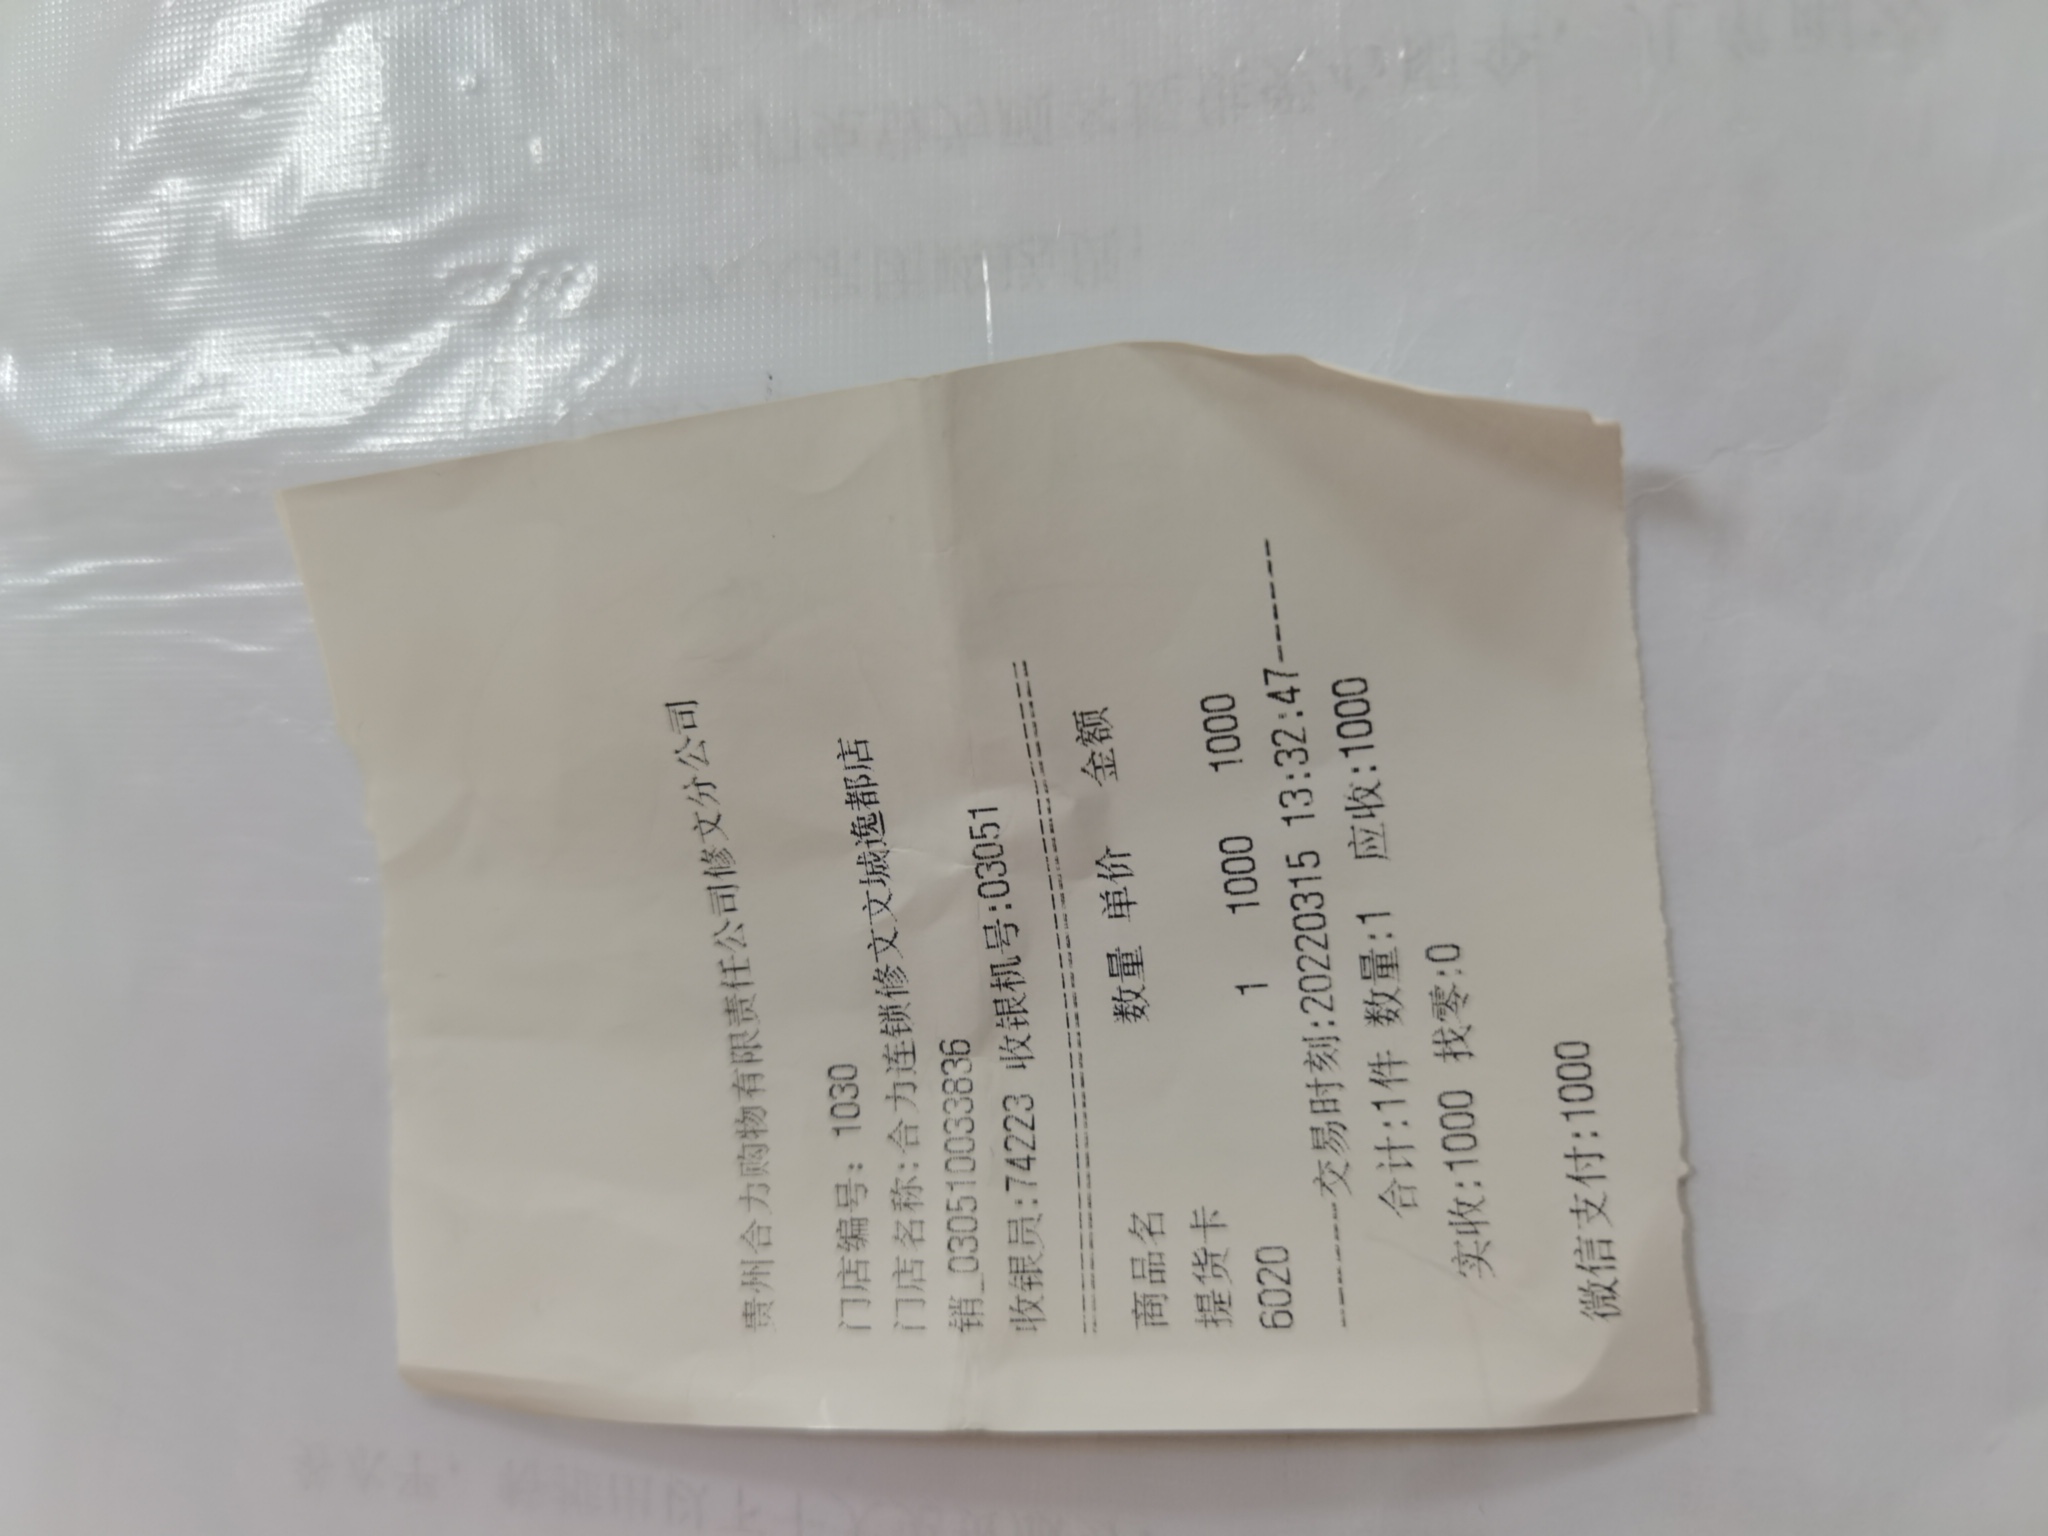 贵州合力购物有限责任公司修文分公司
门店编号: 1030
门店名称:合力连锁修文文城逸都店
销_030510033836
收银员:74223 收银机号:03051
商品名 数量 单价 金额
提货卡
6020 1 1000 1000
------交易时刻:20220315 13:32:47------
合计:1件 数量:1 应收:1000
实收:1000 找零:0
微信支付:1000